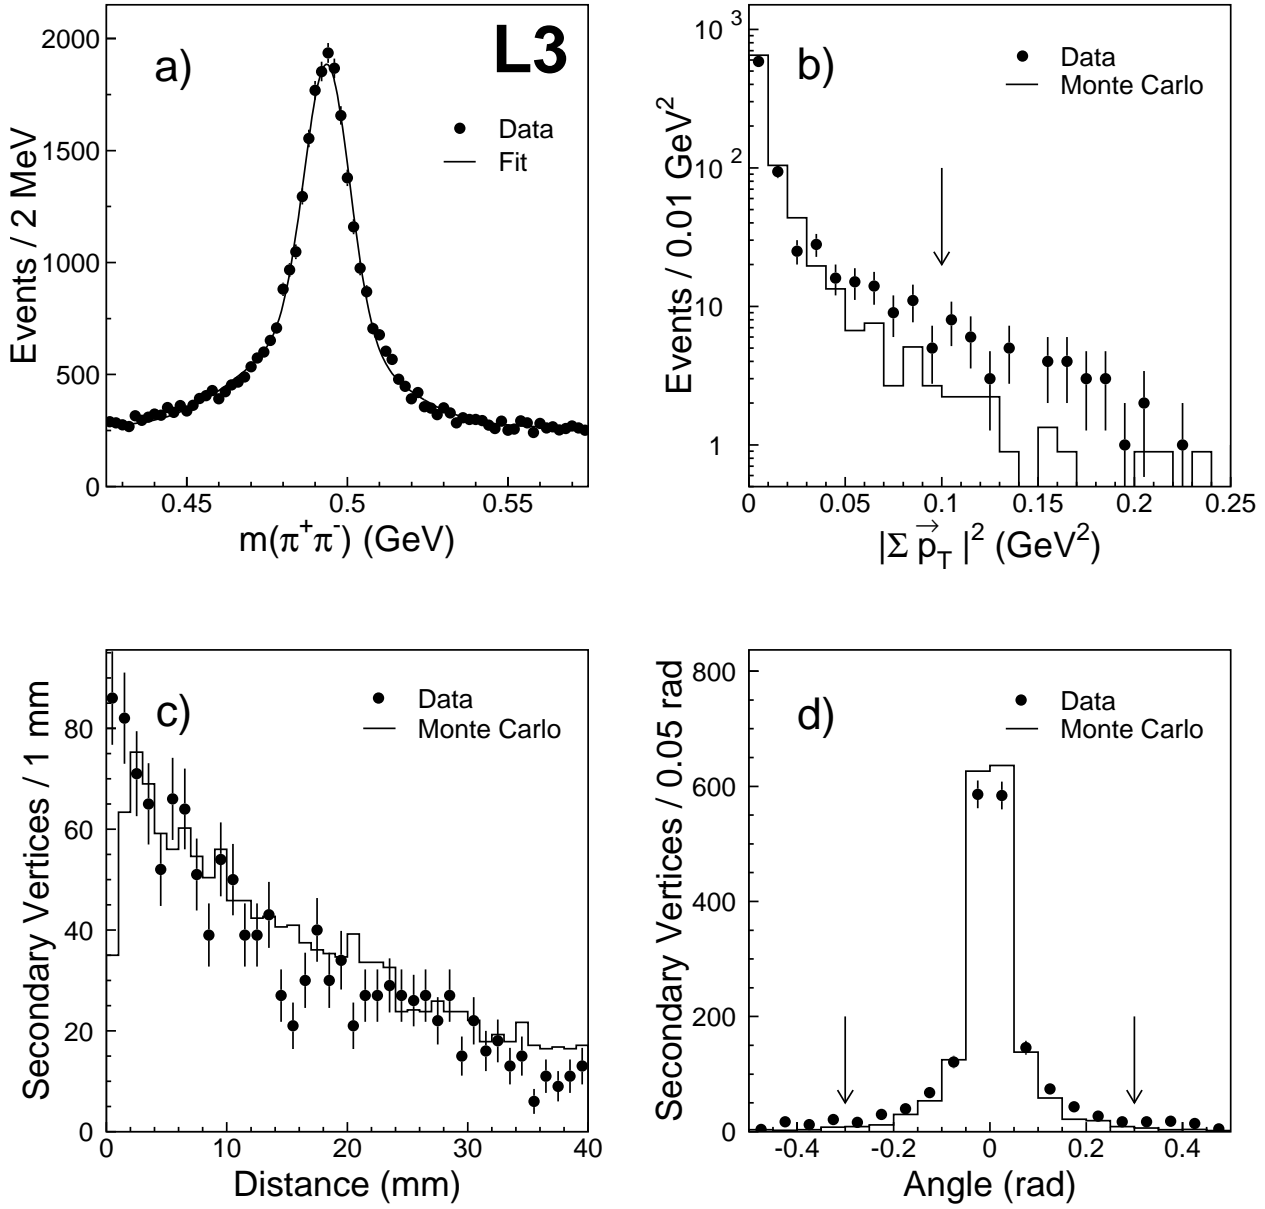 a)
L3
Data
Fit
Events / 2 MeV
2000
1500
1000
500
0
0.45 0.5 0.55
m(π⁺π⁻) (GeV)
b)
Data
Monte Carlo
Events / 0.01 GeV²
10³
10²
10
1
0 0.05 0.1 0.15 0.2 0.25
|Σ p⃗_T |² (GeV²)
c)
Data
Monte Carlo
Secondary Vertices / 1 mm
80
60
40
20
0
0 10 20 30 40
Distance (mm)
d)
Data
Monte Carlo
Secondary Vertices / 0.05 rad
800
600
400
200
0
-0.4 -0.2 0 0.2 0.4
Angle (rad)